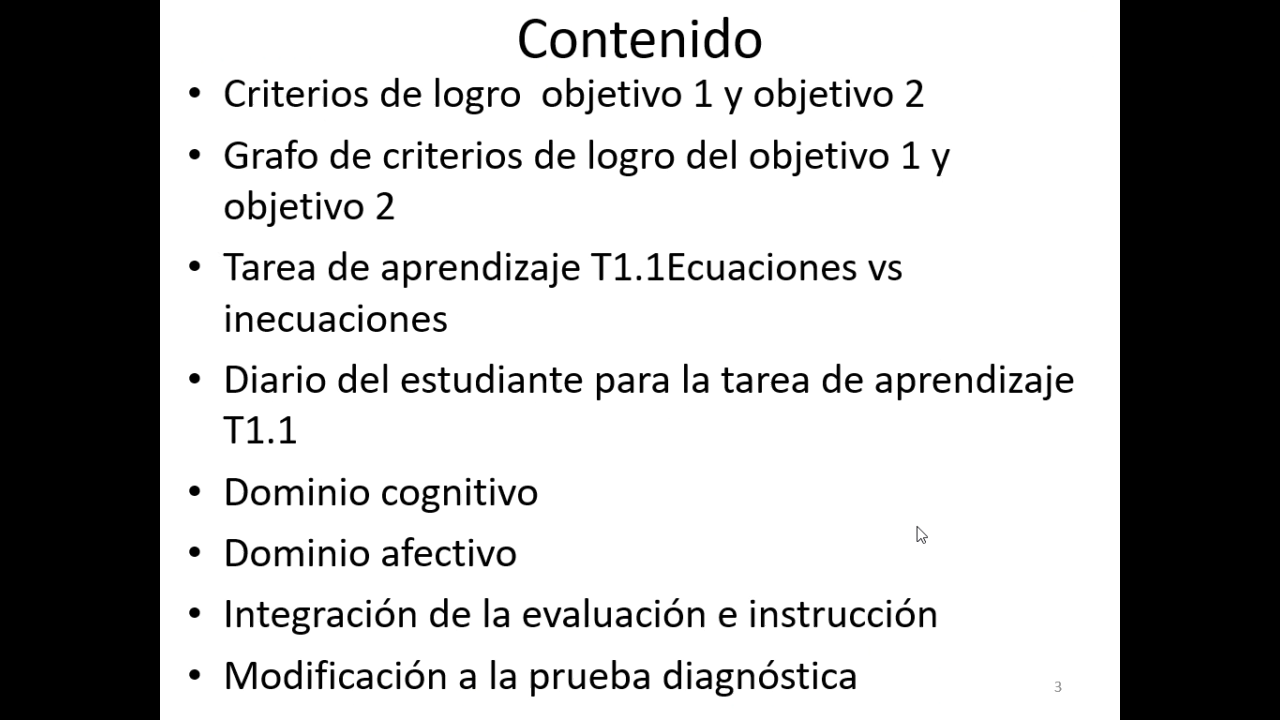 Contenido
• Criterios de logro  objetivo 1 y objetivo 2
• Grafo de criterios de logro del objetivo 1 y
objetivo 2
• Tarea de aprendizaje T1.1Ecuaciones vs
inecuaciones
• Diario del estudiante para la tarea de aprendizaje
T1.1
• Dominio cognitivo
• Dominio afectivo
• Integración de la evaluación e instrucción
• Modificación a la prueba diagnóstica
3